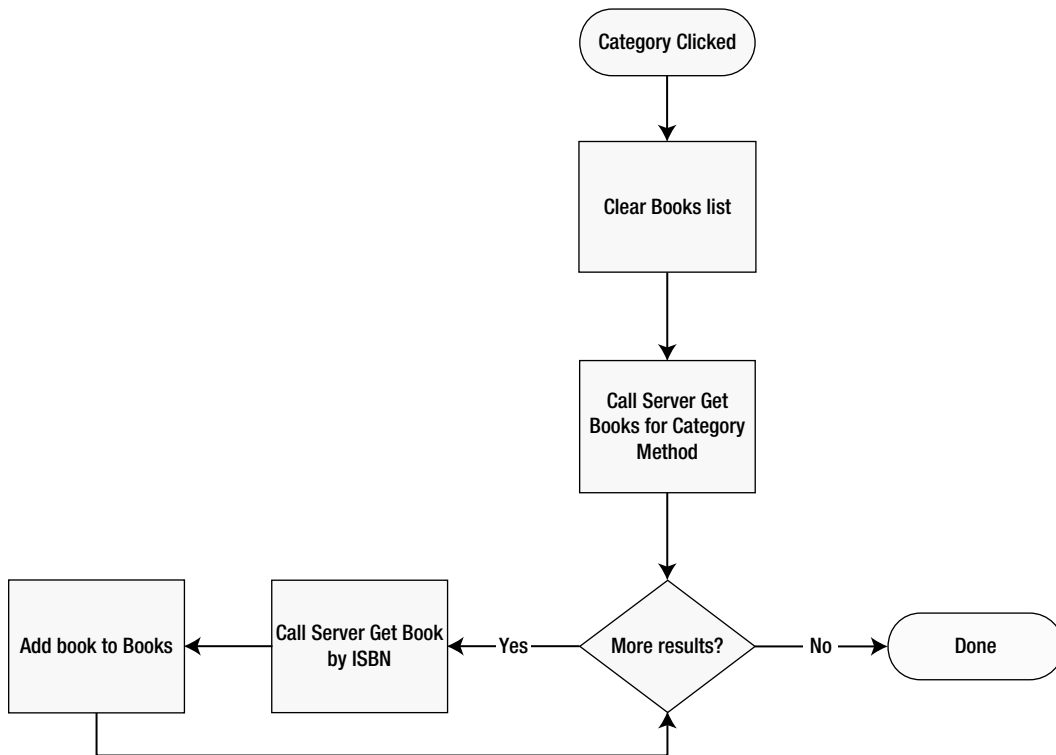 Category Clicked
Clear Books list
Call Server Get
Books for Category
Method
Add book to Books
Call Server Get Book
by ISBN
Yes
More results?
No
Done